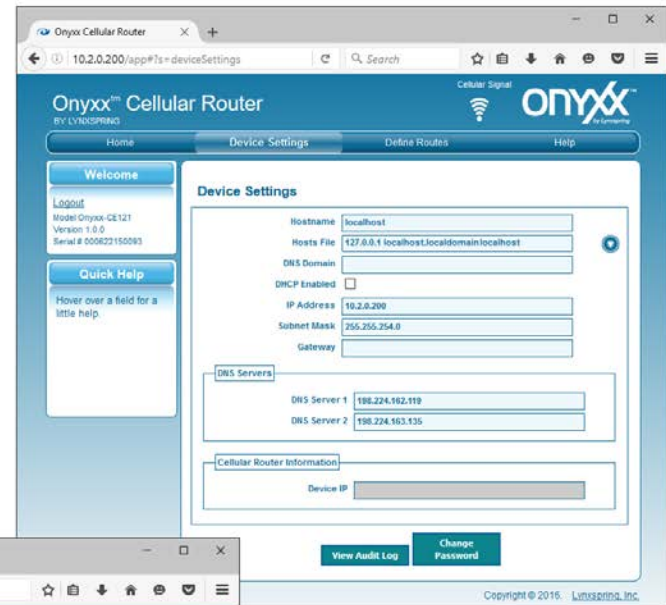 Onyxx Cellular Router
10.2.0.200/app#?s=deviceSettings
Search
Onyxx™ Cellular Router
BY LYNXSPRING
Cellular Signal
ONYXX™
by Lynxspring
Home Device Settings Define Routes Help
Welcome
Logout
Model Onyxx-CE121
Version 1.0.0
Serial # 000622150093
Quick Help
Hover over a field for a
little help.
Device Settings
Hostname localhost
Hosts File 127.0.0.1 localhost.localdomain localhost
DNS Domain
DHCP Enabled
IP Address 10.2.0.200
Subnet Mask 255.255.254.0
Gateway
DNS Servers
DNS Server 1 198.224.162.119
DNS Server 2 198.224.163.135
Cellular Router Information
Device IP
View Audit Log
Change
Password
Copyright © 2016. Lynxspring, Inc.